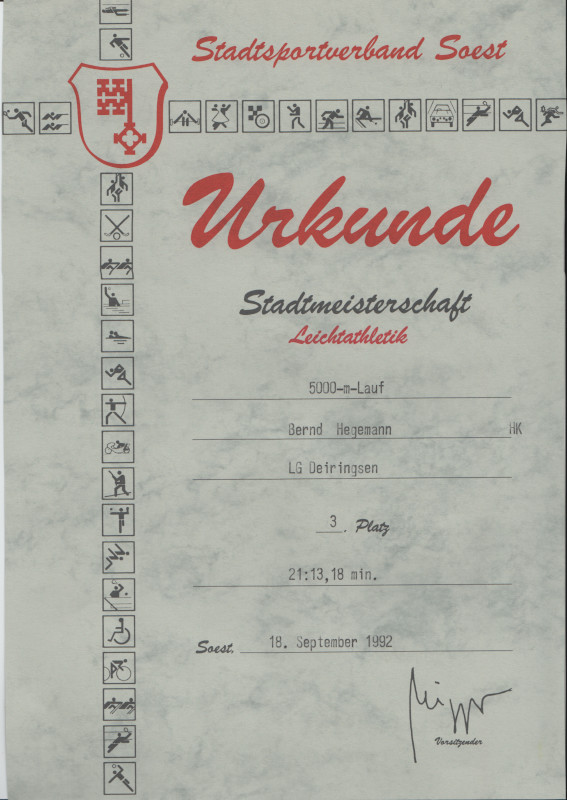 Stadtsportverband Soest
Urkunde
Stadtmeisterschaft
Leichtathletik
5000-m-Lauf
Bernd Hegemann HK
LG Deiringsen
3. Platz
21:13,18 min.
Soest, 18. September 1992
Vorsitzender